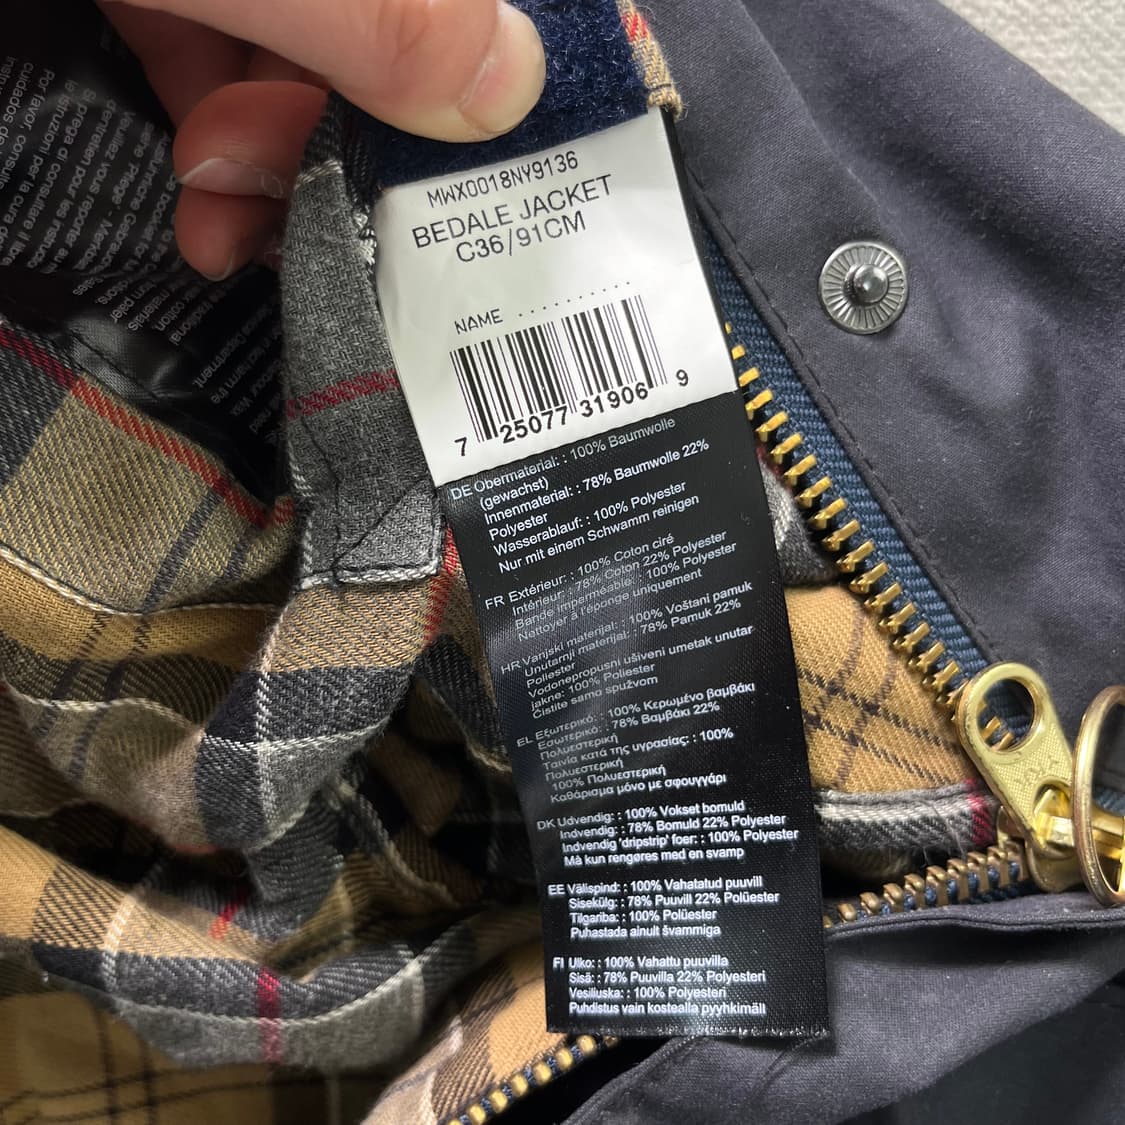 MWX0018NY9136
BEDALE JACKET
C36/91CM
NAME ..........
7 25077 31906 9
DE Obermaterial: : 100% Baumwolle
(gewachst)
Innenmaterial: : 78% Baumwolle 22%
Polyester
Wasserablauf: : 100% Polyester
Nur mit einem Schwamm reinigen
FR Extérieur: : 100% Coton ciré
Intérieur: : 78% Coton 22% Polyester
Bande imperméable: : 100% Polyester
Nettoyer à l'éponge uniquement
HR Vanjski materijal: : 100% Voštani pamuk
Unutarnji materijal: : 78% Pamuk 22%
Poliester
Vodonepropusni ušiveni umetak unutar
jakne: 100% Poliester
Čistite samo spužvom
EL Εξωτερικό: : 100% Κερωμένο βαμβάκι
Εσωτερικό: : 78% Βαμβάκι 22%
Πολυεστερική
Ταινία κατά της υγρασίας: : 100%
Πολυεστερική
100% Πολυεστερική
Καθάρισμα μόνο με σφουγγάρι
DK Udvendig: : 100% Vokset bomuld
Indvendig: : 78% Bomuld 22% Polyester
Indvendig 'dripstrip' foer: : 100% Polyester
Må kun rengøres med en svamp
EE Välispind: : 100% Vahatatud puuvill
Sisekülg: : 78% Puuvill 22% Polüester
Tilgariba: : 100% Polüester
Puhastada ainult švammiga
FI Ulko: : 100% Vahattu puuvilla
Sisä: : 78% Puuvilla 22% Polyesteri
Vesiliuska: : 100% Polyesteri
Puhdistus vain kostealla pyyhkimäll